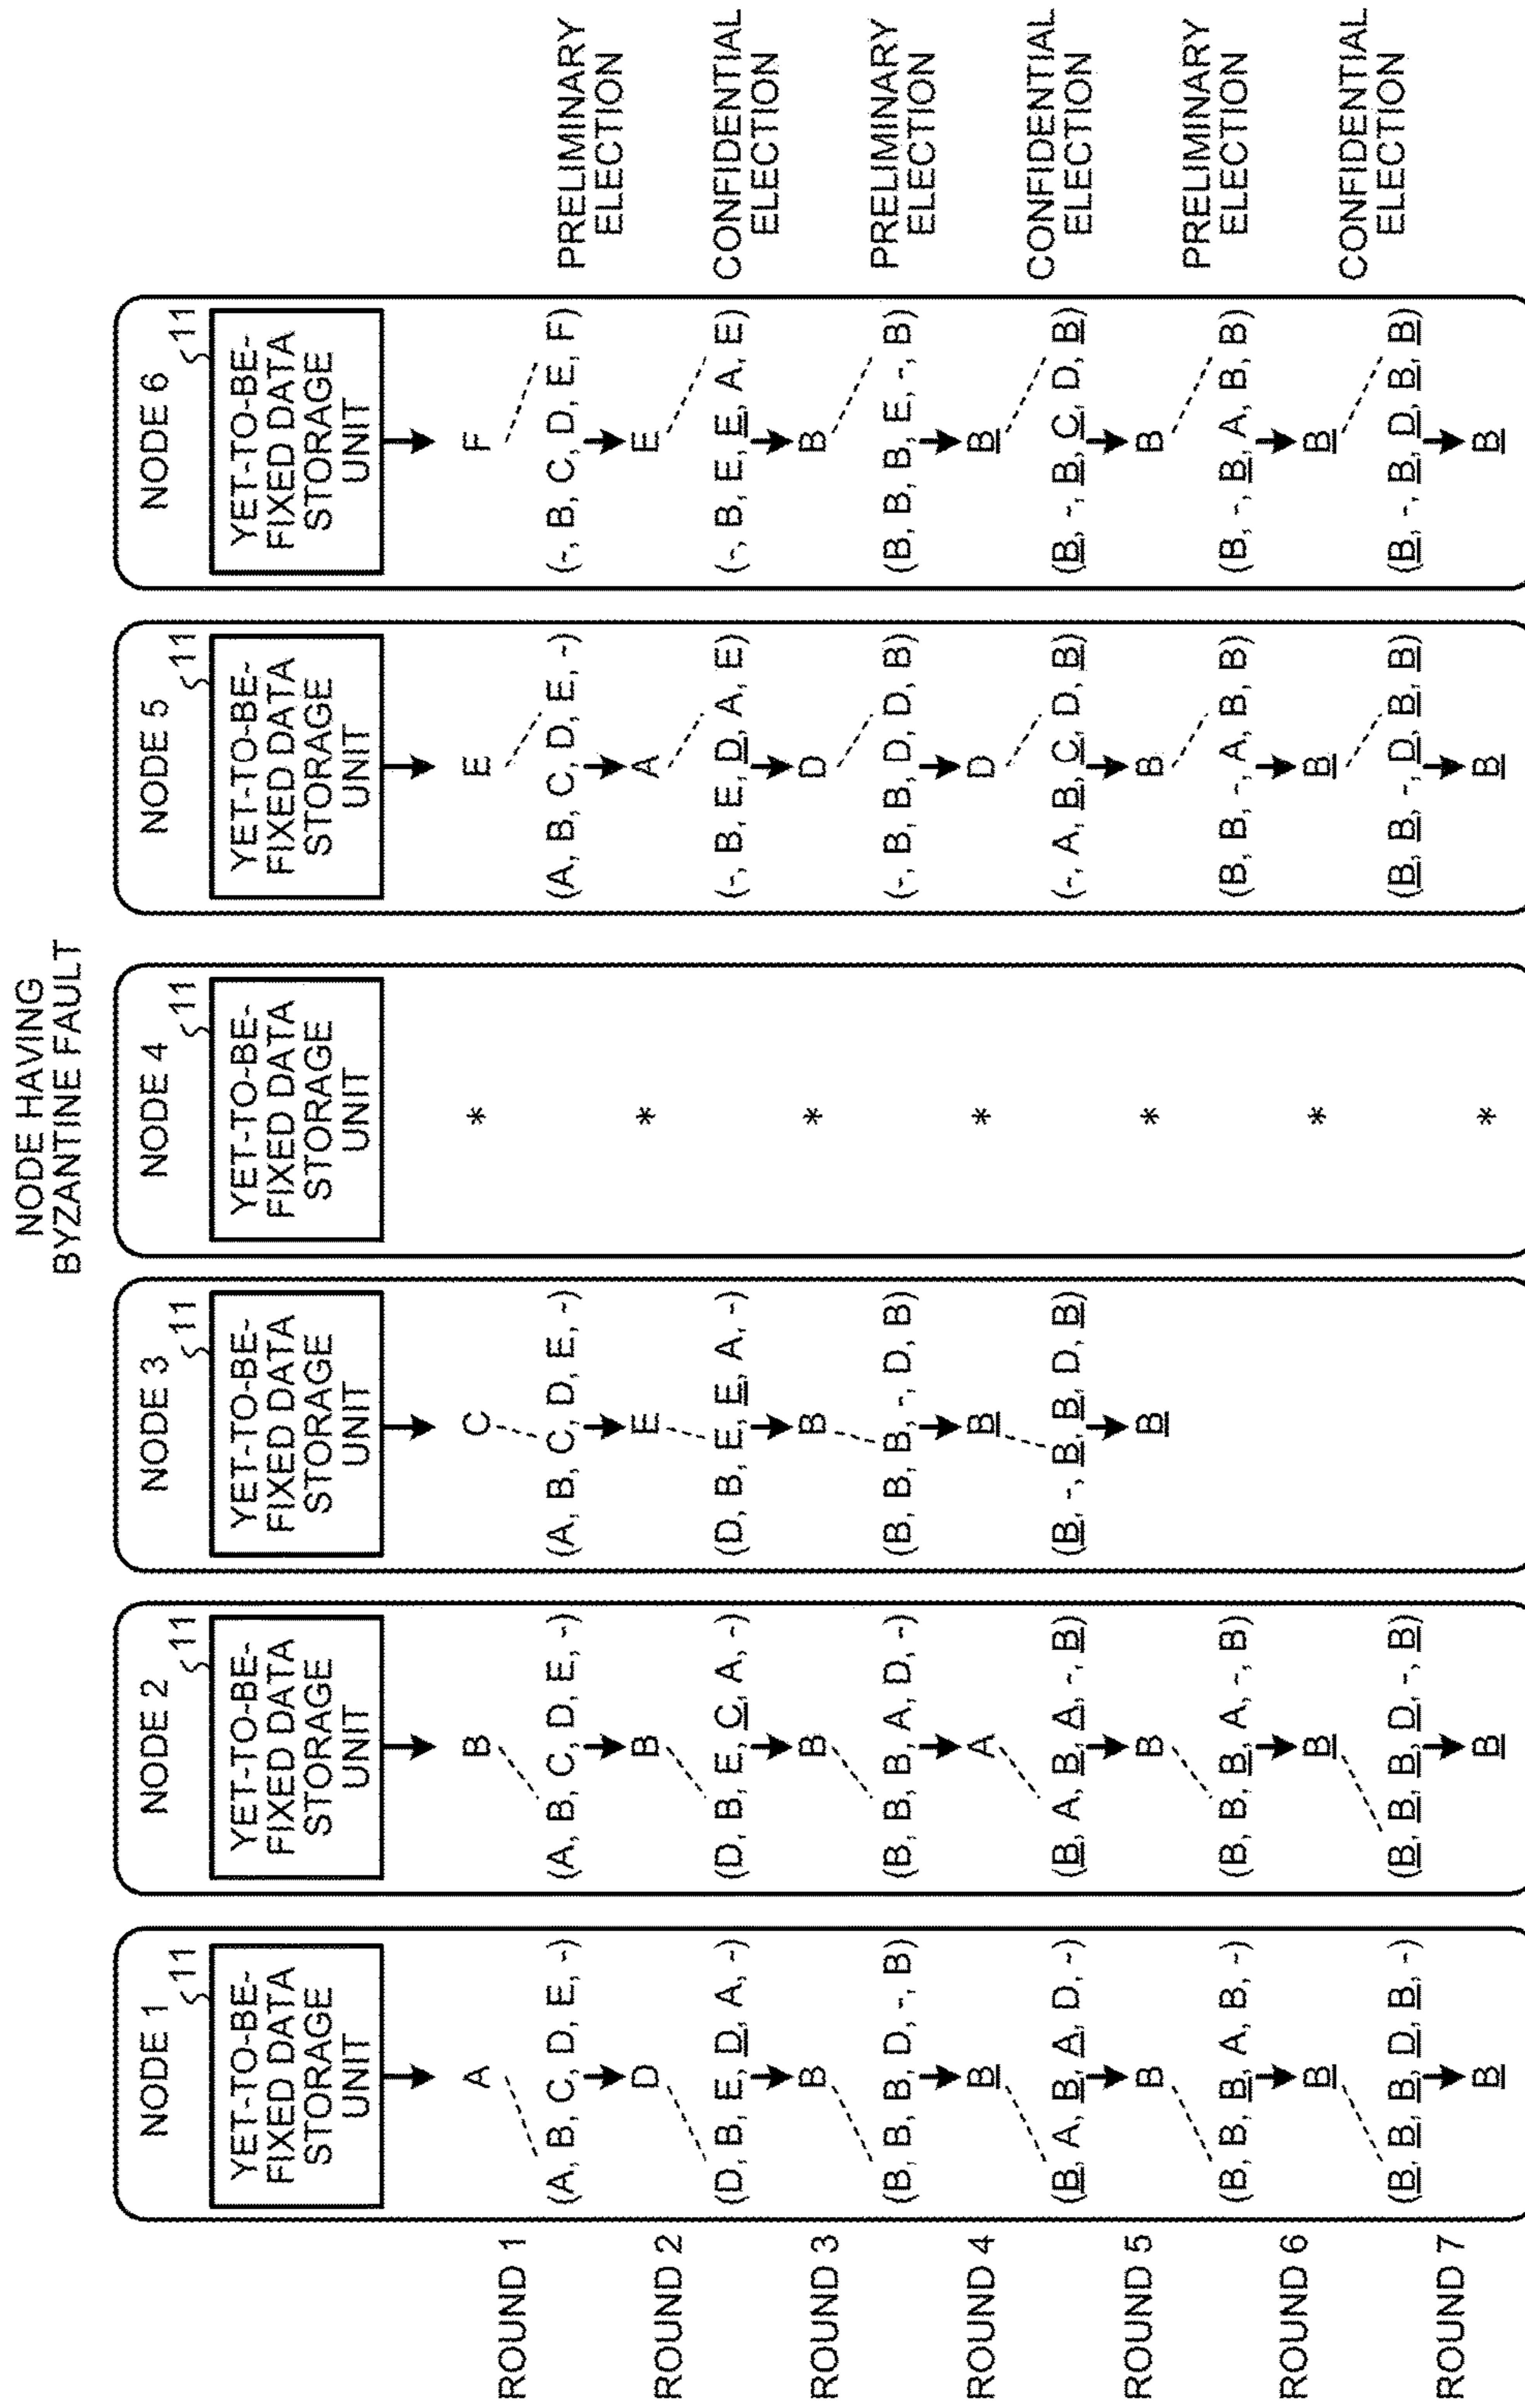 NODE HAVING
BYZANTINE FAULT
NODE 1
11
YET-TO-BE-
FIXED DATA
STORAGE
UNIT
A
(A, B, C, D, E, -)
D
(D, B, E, D, A, -)
B
(B, B, B, D, -, B)
B
(B, A, B, A, D, -)
B
(B, B, B, A, B, -)
B
(B, B, B, D, B, -)
B
NODE 2
11
YET-TO-BE-
FIXED DATA
STORAGE
UNIT
B
(A, B, C, D, E, -)
B
(D, B, E, C, A, -)
B
(B, B, B, A, D, -)
A
(B, A, B, A, -, B)
B
(B, B, B, A, -, B)
B
(B, B, B, D, -, B)
B
NODE 3
11
YET-TO-BE-
FIXED DATA
STORAGE
UNIT
C
(A, B, C, D, E, -)
E
(D, B, E, E, A, -)
B
(B, B, B, -, D, B)
B
(B, -, B, B, D, B)
B
NODE 4
11
YET-TO-BE-
FIXED DATA
STORAGE
UNIT
*
*
*
*
*
*
*
NODE 5
11
YET-TO-BE-
FIXED DATA
STORAGE
UNIT
E
(A, B, C, D, E, -)
A
(-, B, E, D, A, E)
D
(-, B, B, D, D, B)
D
(-, A, B, C, D, B)
B
(B, B, -, A, B, B)
B
(B, B, -, D, B, B)
B
NODE 6
11
YET-TO-BE-
FIXED DATA
STORAGE
UNIT
F
(-, B, C, D, E, F)
E
(-, B, E, E, A, E)
B
(B, B, B, E, -, B)
B
(B, -, B, C, D, B)
B
(B, -, B, A, B, B)
B
(B, -, B, D, B, B)
B
ROUND 1
ROUND 2
ROUND 3
ROUND 4
ROUND 5
ROUND 6
ROUND 7
PRELIMINARY
ELECTION
CONFIDENTIAL
ELECTION
PRELIMINARY
ELECTION
CONFIDENTIAL
ELECTION
PRELIMINARY
ELECTION
CONFIDENTIAL
ELECTION